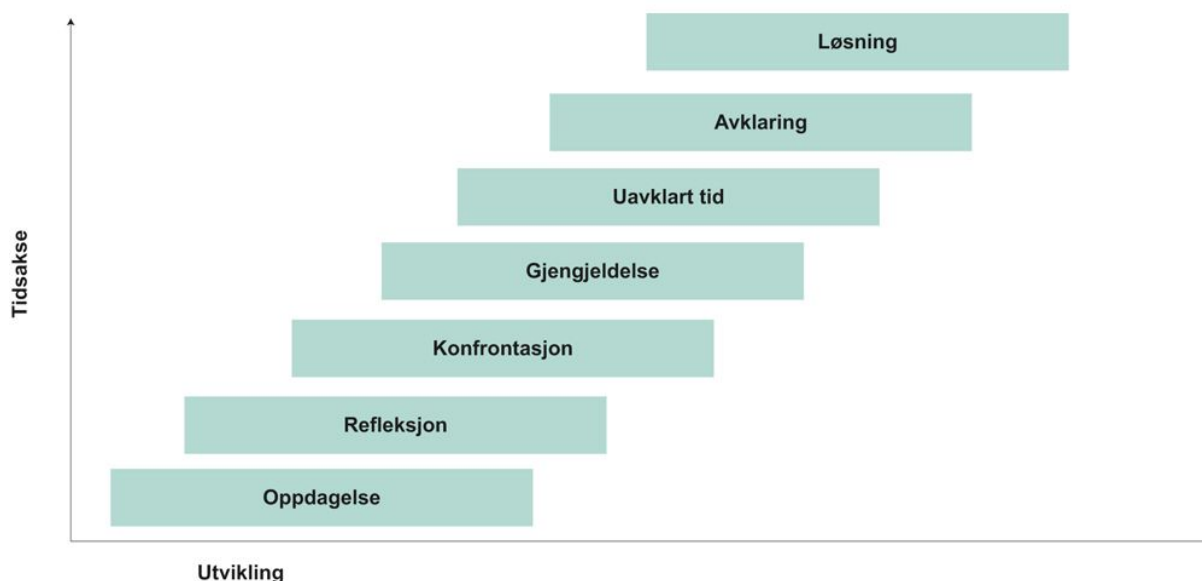 Løsning
Avklaring
Uavklart tid
Gjengjeldelse
Konfrontasjon
Refleksjon
Oppdagelse
Tidsakse
Utvikling